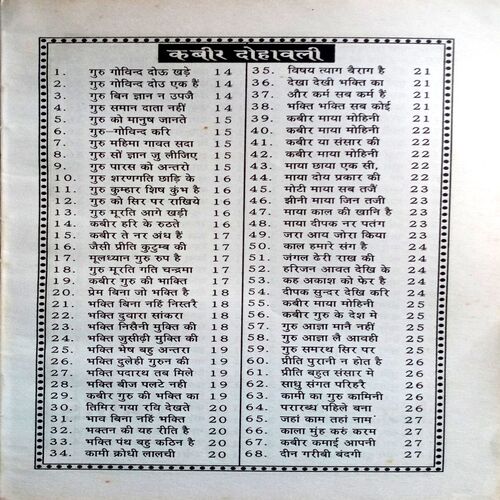 कबीर दोहावली
1. गुरु गोविन्द दोऊ खड़े 14
2. गुरु गोविन्द दोउ एक हैं 14
3. गुरु बिन ज्ञान न उपजै 14
4. गुरु समान दाता नहीं 14
5. गुरु को मानुष जानते 15
6. गुरु-गोविन्द करि 15
7. गुरु महिमा गावत सदा 15
8. गुरु सों ज्ञान जु लीजिए 15
9. गुरु पारस को अन्तरो 15
10. गुरु शरणगति छाड़ि के 16
11. गुरु कुम्हार शिष कुंभ है 16
12. गुरु को सिर पर राखिये 16
13. गुरु मूरति आगे खड़ी 16
14. कबीर हरि के रुठते 16
15. कबीर ते नर अंध हैं 17
16. जैसी प्रीति कुटुम्ब की 17
17. मूलध्यान गुरु रुप है 17
18. गुरु मूरति गति चन्द्रमा 17
19. कबीर गुरु की भाक्ति 17
20. प्रेम बिना जो भक्ति है 18
21. भक्ति बिना नहिं निस्तरै 18
22. भक्ति दुवारा सांकरा 18
23. भक्ति निसैनी मुक्ति की 18
24. भक्ति जुसीढ़ी मुक्ति की 18
25. भक्ति भेष बहु अन्तरा 19
26. भक्ति दुलेही गुरुन की 19
27. भक्ति पदारथ तब मिले 19
28. भक्ति बीज पलटे नही 19
29. कबीर गुरु की भक्ति का 19
30. तिमिर गया रवि देखते 20
31. भाव बिना नहिं भक्ति 20
32. भक्तन की यह रीति है 20
33. भक्ति पंथ बहु कठिन है 20
34. कामी क्रोधी लालची 20
35. विषय त्याग बैराग है 21
36. देखा देखी भक्ति का 21
37. और कर्म सब कर्म हैं 21
38. भक्ति भक्ति सब कोई 21
39. कबीर माया मोहिनी 21
40. कबीर माया मोहिनी 22
41. कबीर या संसार की 22
42. कबीर माया मोहिनी 22
43. माया छाया एक सी, 22
44. माया दोय प्रकार की 22
45. मोटी माया सब तजैं 23
46. झीनी माया जिन तजी 23
47. माया काल की खानि है 23
48. माया दीपक नर पतंग 23
49. जरा आय जोरा किया 23
50. काल हमारे संग है 24
51. जंगल ढेरी राख की 24
52. हरिजन आवत देखि के 24
53. कह अकाश को फेर है 24
54. दीपक सुन्दर देखि करि 24
55. कबीर माया मोहिनी 25
56. कबीर गुरु के देश मे 25
57. गुरु आज्ञा मानै नहीं 25
58. गुरु आज्ञा लै आवही 25
59. गुरु समरथ सिर पर 25
60. प्रीति पुरानी न होत है 26
61. प्रीति बहुत संसार मे 26
62. साधु संगत परिहरै 26
63. कामी का गुरु कामिनी 26
64. परारब्ध पहिले बना 26
65. जहां काम तहां नाम 27
66. काला मुंह करुं करम 27
67. कबीर कमाई आपनी 27
68. दीन गरीबी बंदगी 27